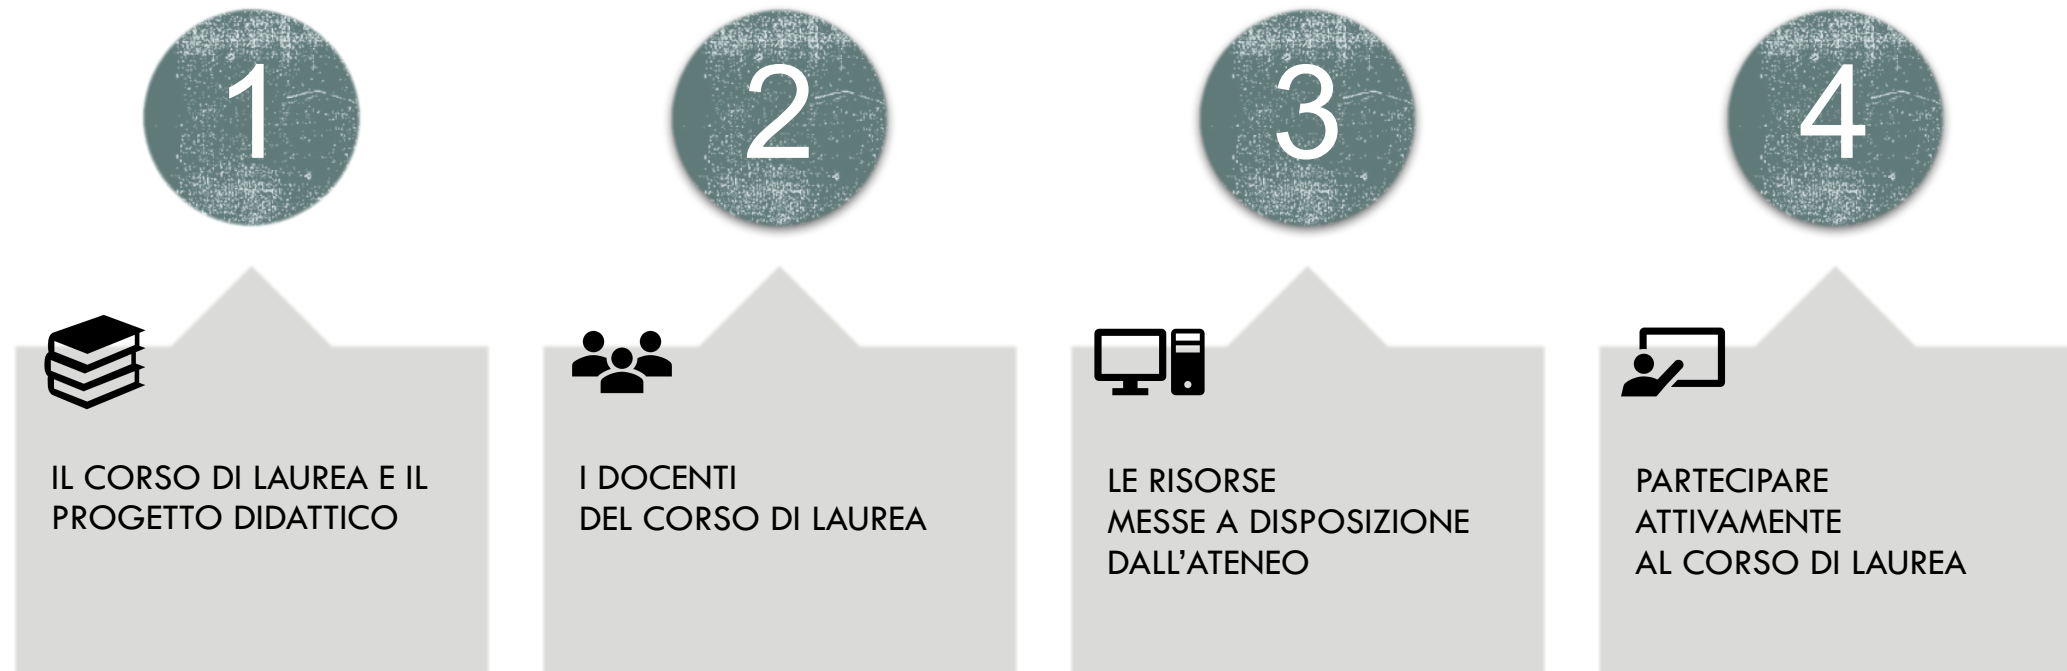 1
IL CORSO DI LAUREA E IL
PROGETTO DIDATTICO
2
I DOCENTI
DEL CORSO DI LAUREA
3
LE RISORSE
MESSE A DISPOSIZIONE
DALL'ATENEO
4
PARTECIPARE
ATTIVAMENTE
AL CORSO DI LAUREA